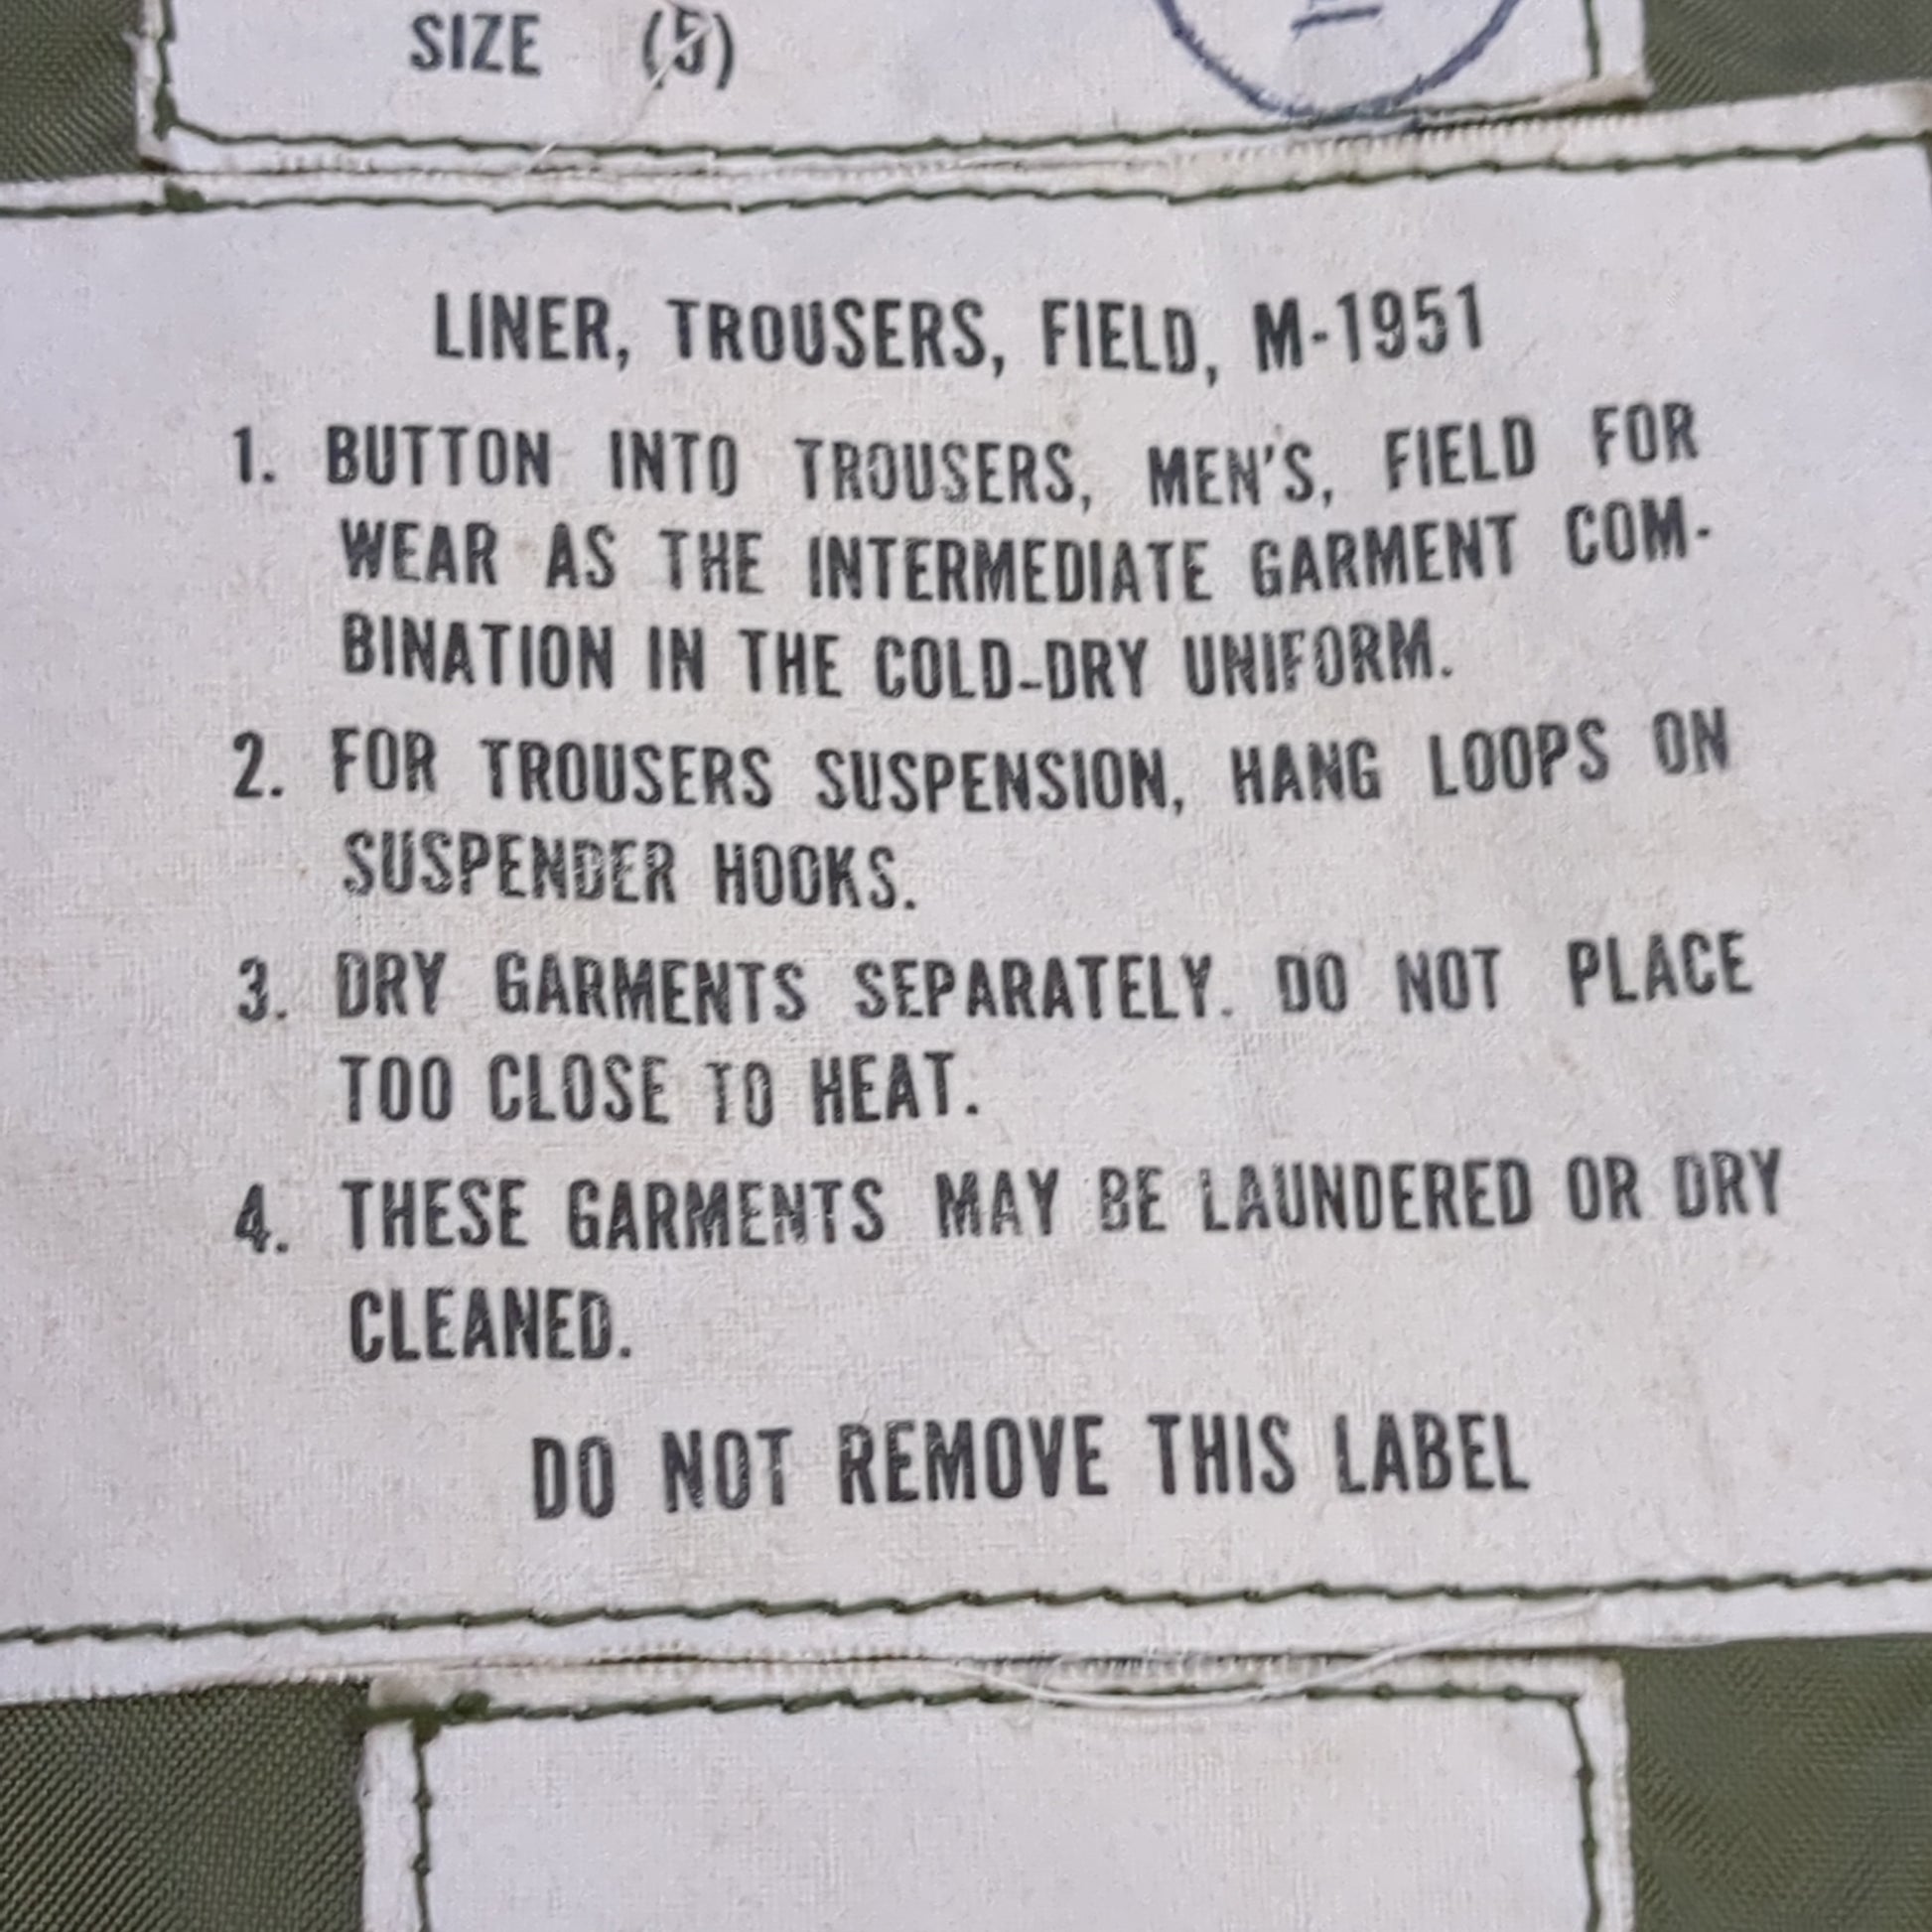 SIZE (5)
LINER, TROUSERS, FIELD, M-1951
1. BUTTON INTO TROUSERS, MEN'S, FIELD FOR
WEAR AS THE INTERMEDIATE GARMENT COM-
BINATION IN THE COLD-DRY UNIFORM.
2. FOR TROUSERS SUSPENSION, HANG LOOPS ON
SUSPENDER HOOKS.
3. DRY GARMENTS SEPARATELY. DO NOT PLACE
TOO CLOSE TO HEAT.
4. THESE GARMENTS MAY BE LAUNDERED OR DRY
CLEANED.
DO NOT REMOVE THIS LABEL